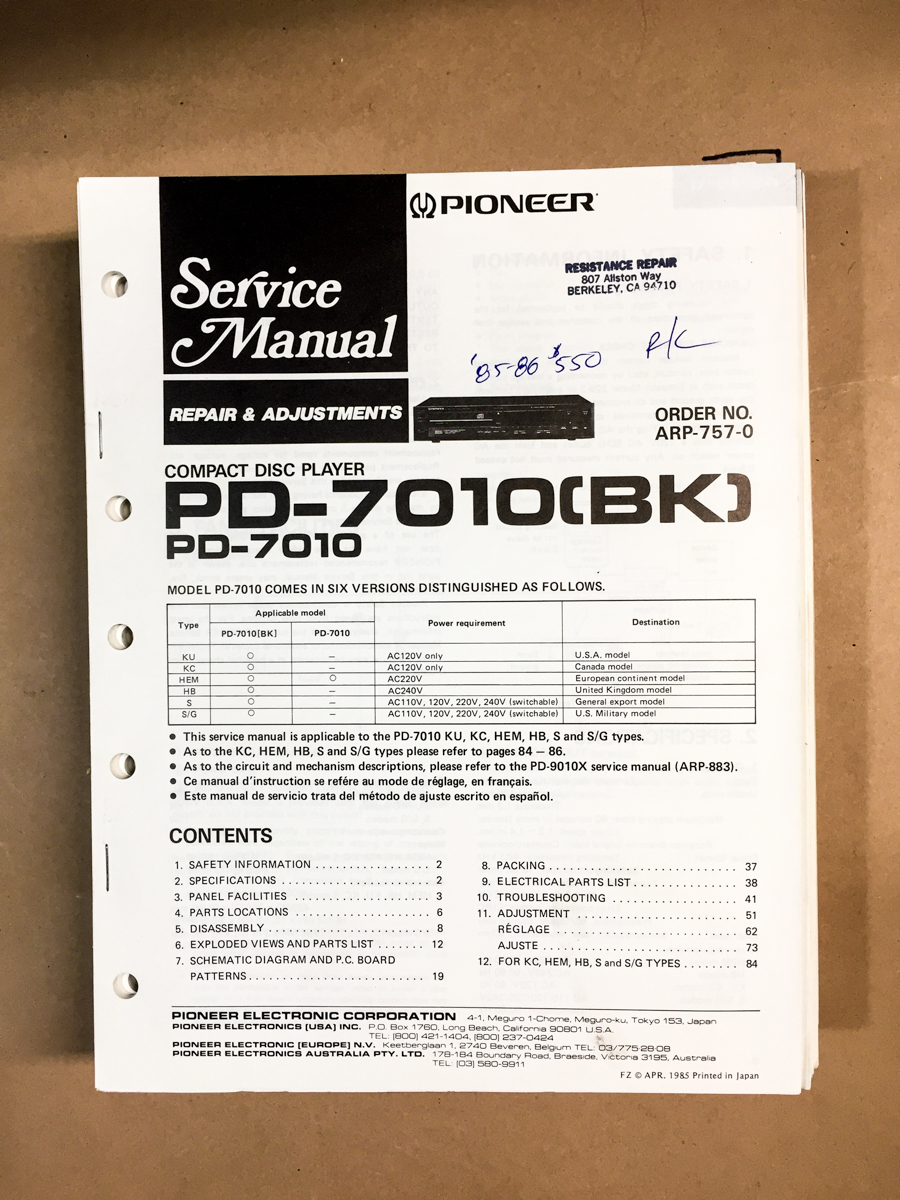 PIONEER
Service
Manual
RESISTANCE REPAIR
807 Allston Way
BERKELEY, CA 94710
'85-86 $550
R/C
REPAIR & ADJUSTMENTS
ORDER NO.
ARP-757-0
COMPACT DISC PLAYER
PD-7010(BK)
PD-7010
MODEL PD-7010 COMES IN SIX VERSIONS DISTINGUISHED AS FOLLOWS.
Type Applicable model Power requirement Destination
PD-7010[BK] PD-7010
KU ○ – AC120V only U.S.A. model
KC ○ – AC120V only Canada model
HEM ○ ○ AC220V European continent model
HB ○ – AC240V United Kingdom model
S ○ – AC110V, 120V, 220V, 240V (switchable) General export model
S/G ○ – AC110V, 120V, 220V, 240V (switchable) U.S. Military model
● This service manual is applicable to the PD-7010 KU, KC, HEM, HB, S and S/G types.
● As to the KC, HEM, HB, S and S/G types please refer to pages 84 – 86.
● As to the circuit and mechanism descriptions, please refer to the PD-9010X service manual (ARP-883).
● Ce manual d'instruction se refére au mode de réglage, en français.
● Este manual de servicio trata del método de ajuste escrito en español.
CONTENTS
1. SAFETY INFORMATION . . . . . . . . . . . . . . . . . 2
2. SPECIFICATIONS . . . . . . . . . . . . . . . . . . . . . . 2
3. PANEL FACILITIES . . . . . . . . . . . . . . . . . . . . 3
4. PARTS LOCATIONS . . . . . . . . . . . . . . . . . . . . 6
5. DISASSEMBLY . . . . . . . . . . . . . . . . . . . . . . . . 8
6. EXPLODED VIEWS AND PARTS LIST . . . . . . . 12
7. SCHEMATIC DIAGRAM AND P.C. BOARD
PATTERNS . . . . . . . . . . . . . . . . . . . . . . . . . . 19
8. PACKING . . . . . . . . . . . . . . . . . . . . . . . . . . . . 37
9. ELECTRICAL PARTS LIST . . . . . . . . . . . . . . . . 38
10. TROUBLESHOOTING . . . . . . . . . . . . . . . . . . . 41
11. ADJUSTMENT . . . . . . . . . . . . . . . . . . . . . . . . 51
RÉGLAGE . . . . . . . . . . . . . . . . . . . . . . . . . . . 62
AJUSTE . . . . . . . . . . . . . . . . . . . . . . . . . . . . . 73
12. FOR KC, HEM, HB, S and S/G TYPES . . . . . . . . 84
PIONEER ELECTRONIC CORPORATION 4-1, Meguro 1-Chome, Meguro-ku, Tokyo 153, Japan
PIONEER ELECTRONICS [USA] INC. P.O. Box 1760, Long Beach, California 90801 U.S.A.
TEL: [800] 421-1404, [800] 237-0424
PIONEER ELECTRONIC [EUROPE] N.V. Keetberglaan 1, 2740 Beveren, Belgium TEL: 03/775·28·08
PIONEER ELECTRONICS AUSTRALIA PTY. LTD. 178-184 Boundary Road, Braeside, Victoria 3195, Australia
TEL: [03] 580-9911
FZ © APR. 1985 Printed in Japan